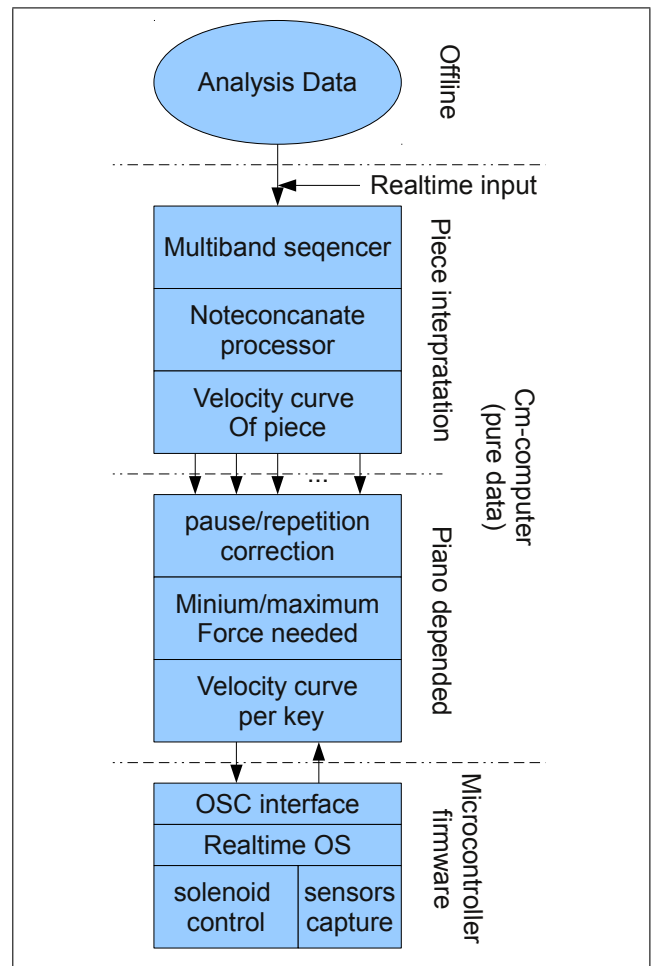 Analysis Data
Offline
Realtime input
Multiband seqencer
Noteconcanate
processor
Velocity curve
Of piece
Piece interpratation
...
Cm-computer
(pure data)
pause/repetition
correction
Minium/maximum
Force needed
Velocity curve
per key
Piano depended
OSC interface
Realtime OS
solenoid
control
sensors
capture
Microcontroller
firmware